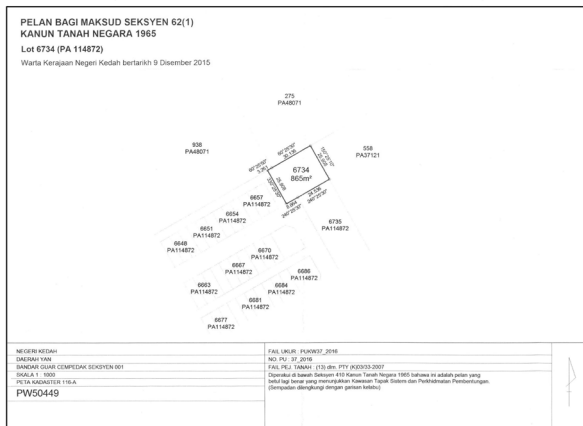 PELAN BAGI MAKSUD SEKSYEN 62(1)
KANUN TANAH NEGARA 1965
Lot 6734 (PA 114872)
Warta Kerajaan Negeri Kedah bertarikh 9 Disember 2015
275
PA48071
938
PA48071
558
PA37121
6734
865m²
6657
PA114872
6654
PA114872
6651
PA114872
6648
PA114872
6735
PA114872
6670
PA114872
6667
PA114872
6663
PA114872
6686
PA114872
6684
PA114872
6681
PA114872
6677
PA114872
NEGERI KEDAH
DAERAH YAN
BANDAR GUAR CEMPEDAK SEKSYEN 001
SKALA 1 : 1000
PETA KADASTER 116-A
PW50449
FAIL UKUR : PUKW37_2016
NO. PU : 37_2016
FAIL PEJ. TANAH : (13) dlm. PTY (K)03/33-2007
Diperakui di bawah Seksyen 410 Kanun Tanah Negara 1965 bahawa ini adalah pelan yang
betul lagi benar yang menunjukkan Kawasan Tapak Sistem dan Perkhidmatan Pembentungan.
(Sempadan dilengkungi dengan garisan kelabu)